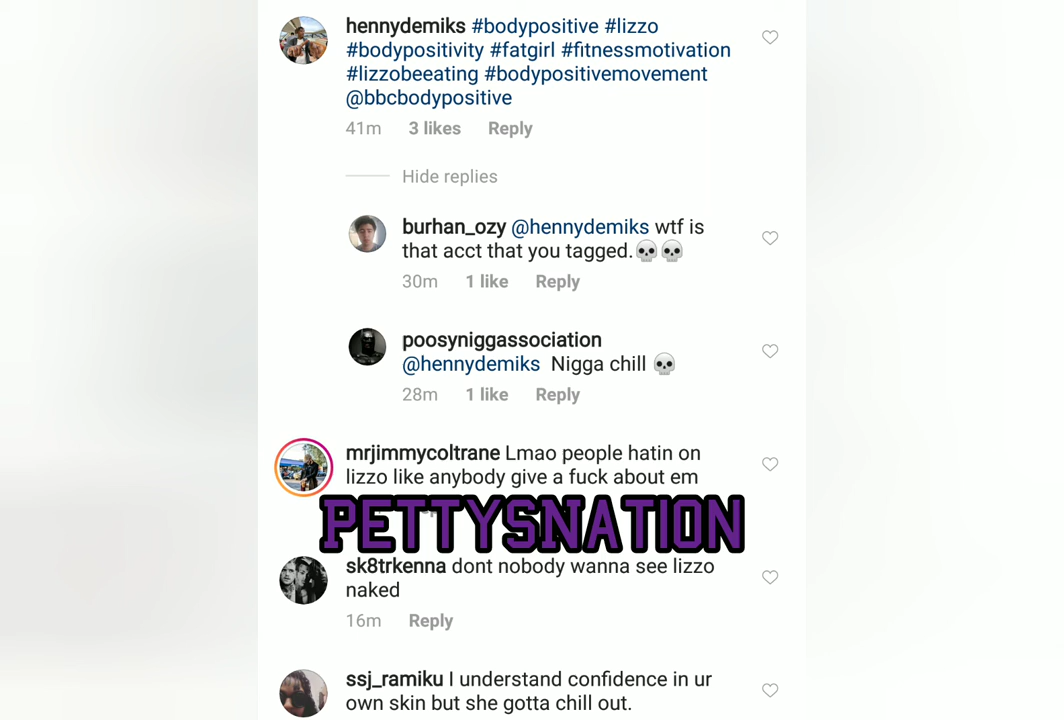 hennydemiks #bodypositive #lizzo
#bodypositivity #fatgirl #fitnessmotivation
#lizzobeeating #bodypositivemovement
@bbcbodypositive
41m 3 likes Reply
Hide replies
burhan_ozy @hennydemiks wtf is
that acct that you tagged.💀💀
30m 1 like Reply
poosyniggassociation
@hennydemiks Nigga chill 💀
28m 1 like Reply
mrjimmycoltrane Lmao people hatin on
lizzo like anybody give a fuck about em
PETTYSNATION
sk8trkenna dont nobody wanna see lizzo
naked
16m Reply
ssj_ramiku I understand confidence in ur
own skin but she gotta chill out.